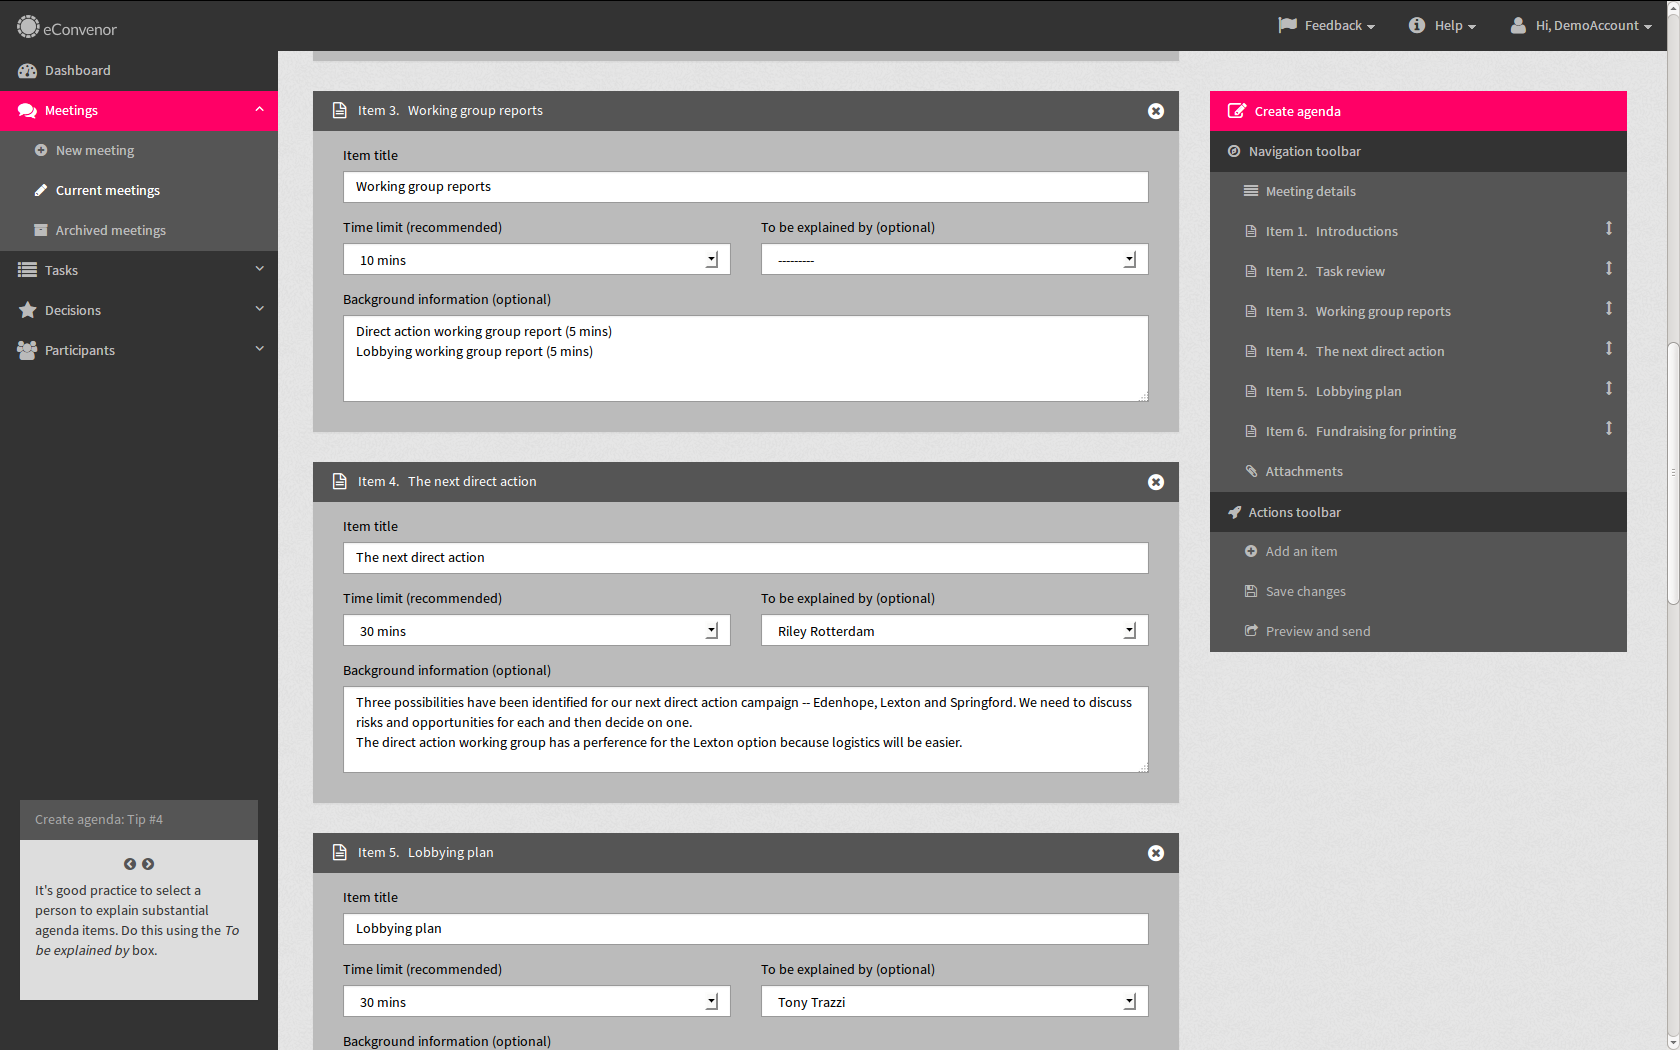 eConvenor
Feedback
Help
Hi, DemoAccount
Dashboard
Meetings
New meeting
Current meetings
Archived meetings
Tasks
Decisions
Participants
Create agenda: Tip #4
It's good practice to select a
person to explain substantial
agenda items. Do this using the To
be explained by box.
Item 3. Working group reports
Item title
Working group reports
Time limit (recommended)
To be explained by (optional)
10 mins
---------
Background information (optional)
Direct action working group report (5 mins)
Lobbying working group report (5 mins)
Item 4. The next direct action
Item title
The next direct action
Time limit (recommended)
To be explained by (optional)
30 mins
Riley Rotterdam
Background information (optional)
Three possibilities have been identified for our next direct action campaign -- Edenhope, Lexton and Springford. We need to discuss
risks and opportunities for each and then decide on one.
The direct action working group has a perference for the Lexton option because logistics will be easier.
Item 5. Lobbying plan
Item title
Lobbying plan
Time limit (recommended)
To be explained by (optional)
30 mins
Tony Trazzi
Background information (optional)
Create agenda
Navigation toolbar
Meeting details
Item 1. Introductions
Item 2. Task review
Item 3. Working group reports
Item 4. The next direct action
Item 5. Lobbying plan
Item 6. Fundraising for printing
Attachments
Actions toolbar
Add an item
Save changes
Preview and send